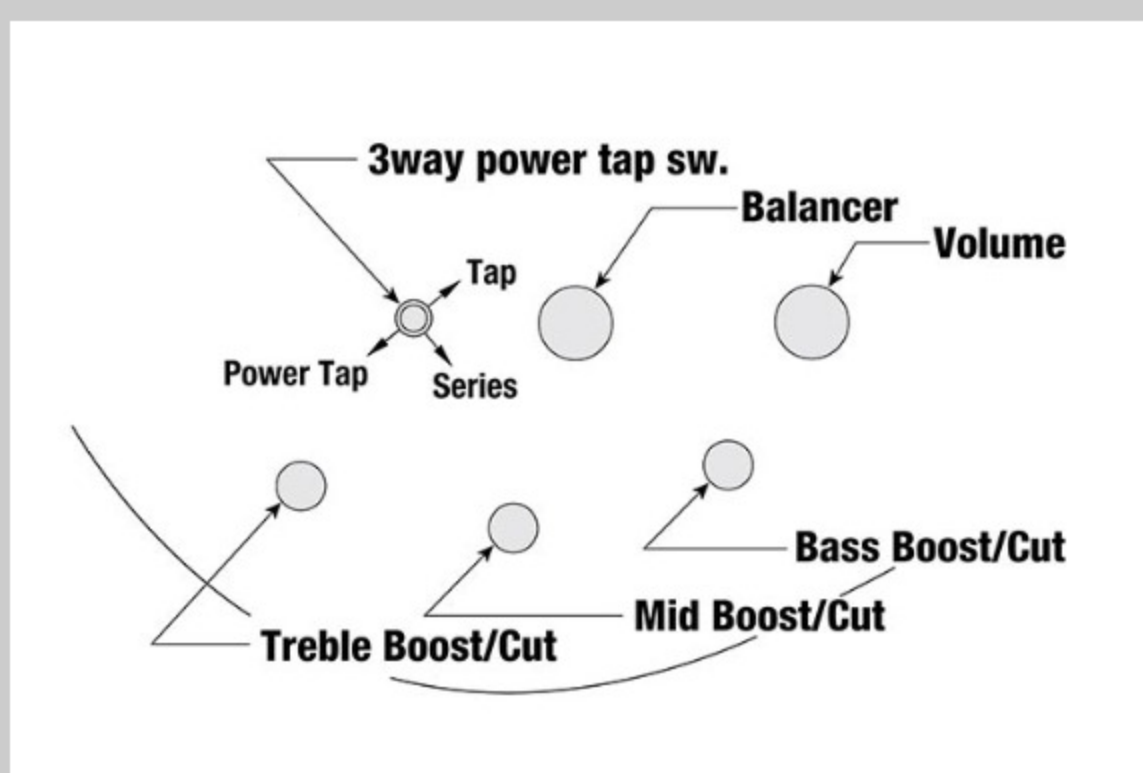 3way power tap sw.
Balancer
Volume
Tap
Power Tap
Series
Bass Boost/Cut
Mid Boost/Cut
Treble Boost/Cut